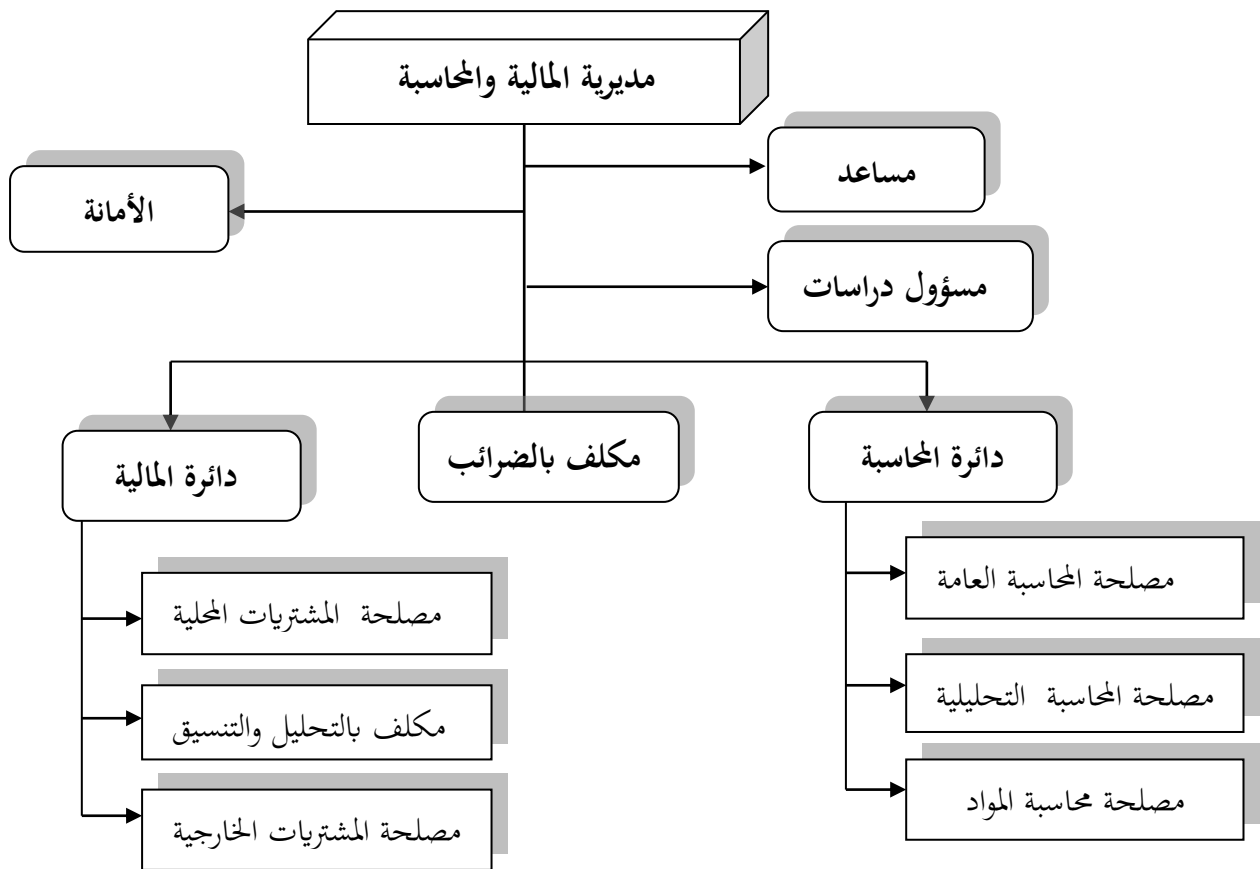 مديرية المالية والمحاسبة
مساعد
الأمانة
مسؤول دراسات
دائرة المحاسبة
مكلف بالضرائب
دائرة المالية
مصلحة المحاسبة العامة
مصلحة المحاسبة التحليلية
مصلحة محاسبة المواد
مصلحة المشتريات المحلية
مكلف بالتحليل والتنسيق
مصلحة المشتريات الخارجية